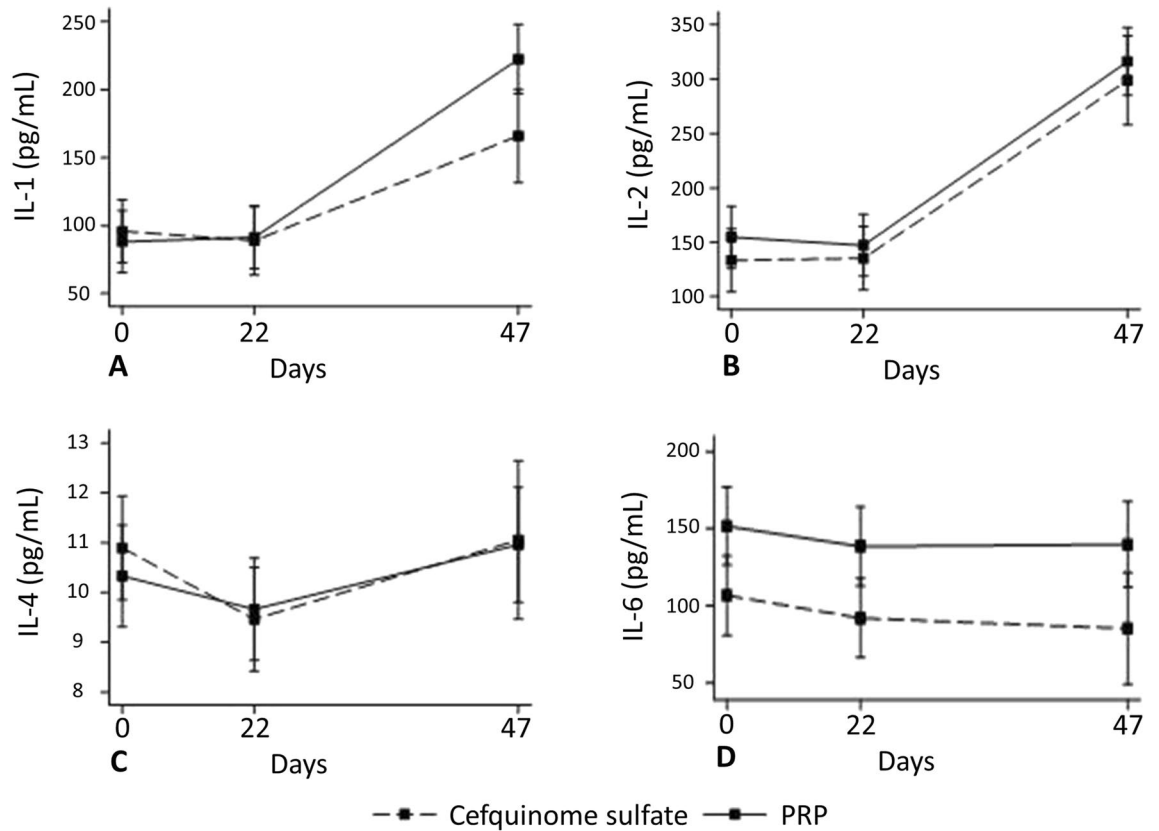 IL-1 (pg/mL)
250
200
150
100
50
0 22 47
Days
A
IL-2 (pg/mL)
350
300
250
200
150
100
0 22 47
Days
B
IL-4 (pg/mL)
13
12
11
10
9
8
0 22 47
Days
C
IL-6 (pg/mL)
200
150
100
50
0 22 47
Days
D
Cefquinome sulfate PRP